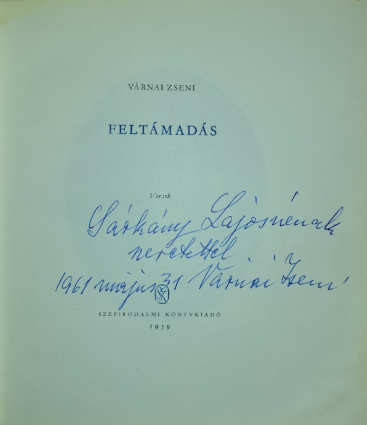 VÁRNAI ZSENI
FELTÁMADÁS
Versek
Sárkány Lajosnénak
szeretettel
1961 május 31 Várnai Zseni
SZÉPIRODALMI KÖNYVKIADÓ
1959